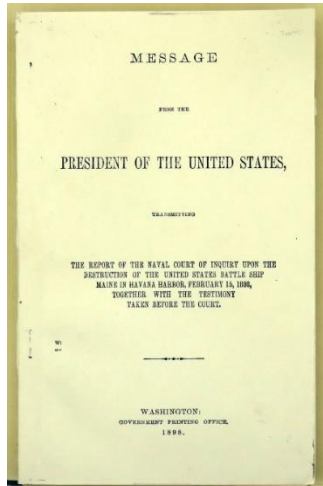 MESSAGE
FROM THE
PRESIDENT OF THE UNITED STATES,
TRANSMITTING
THE REPORT OF THE NAVAL COURT OF INQUIRY UPON THE
DESTRUCTION OF THE UNITED STATES BATTLE SHIP
MAINE IN HAVANA HARBOR, FEBRUARY 15, 1898,
TOGETHER WITH THE TESTIMONY
TAKEN BEFORE THE COURT.
WASHINGTON:
GOVERNMENT PRINTING OFFICE,
1898.